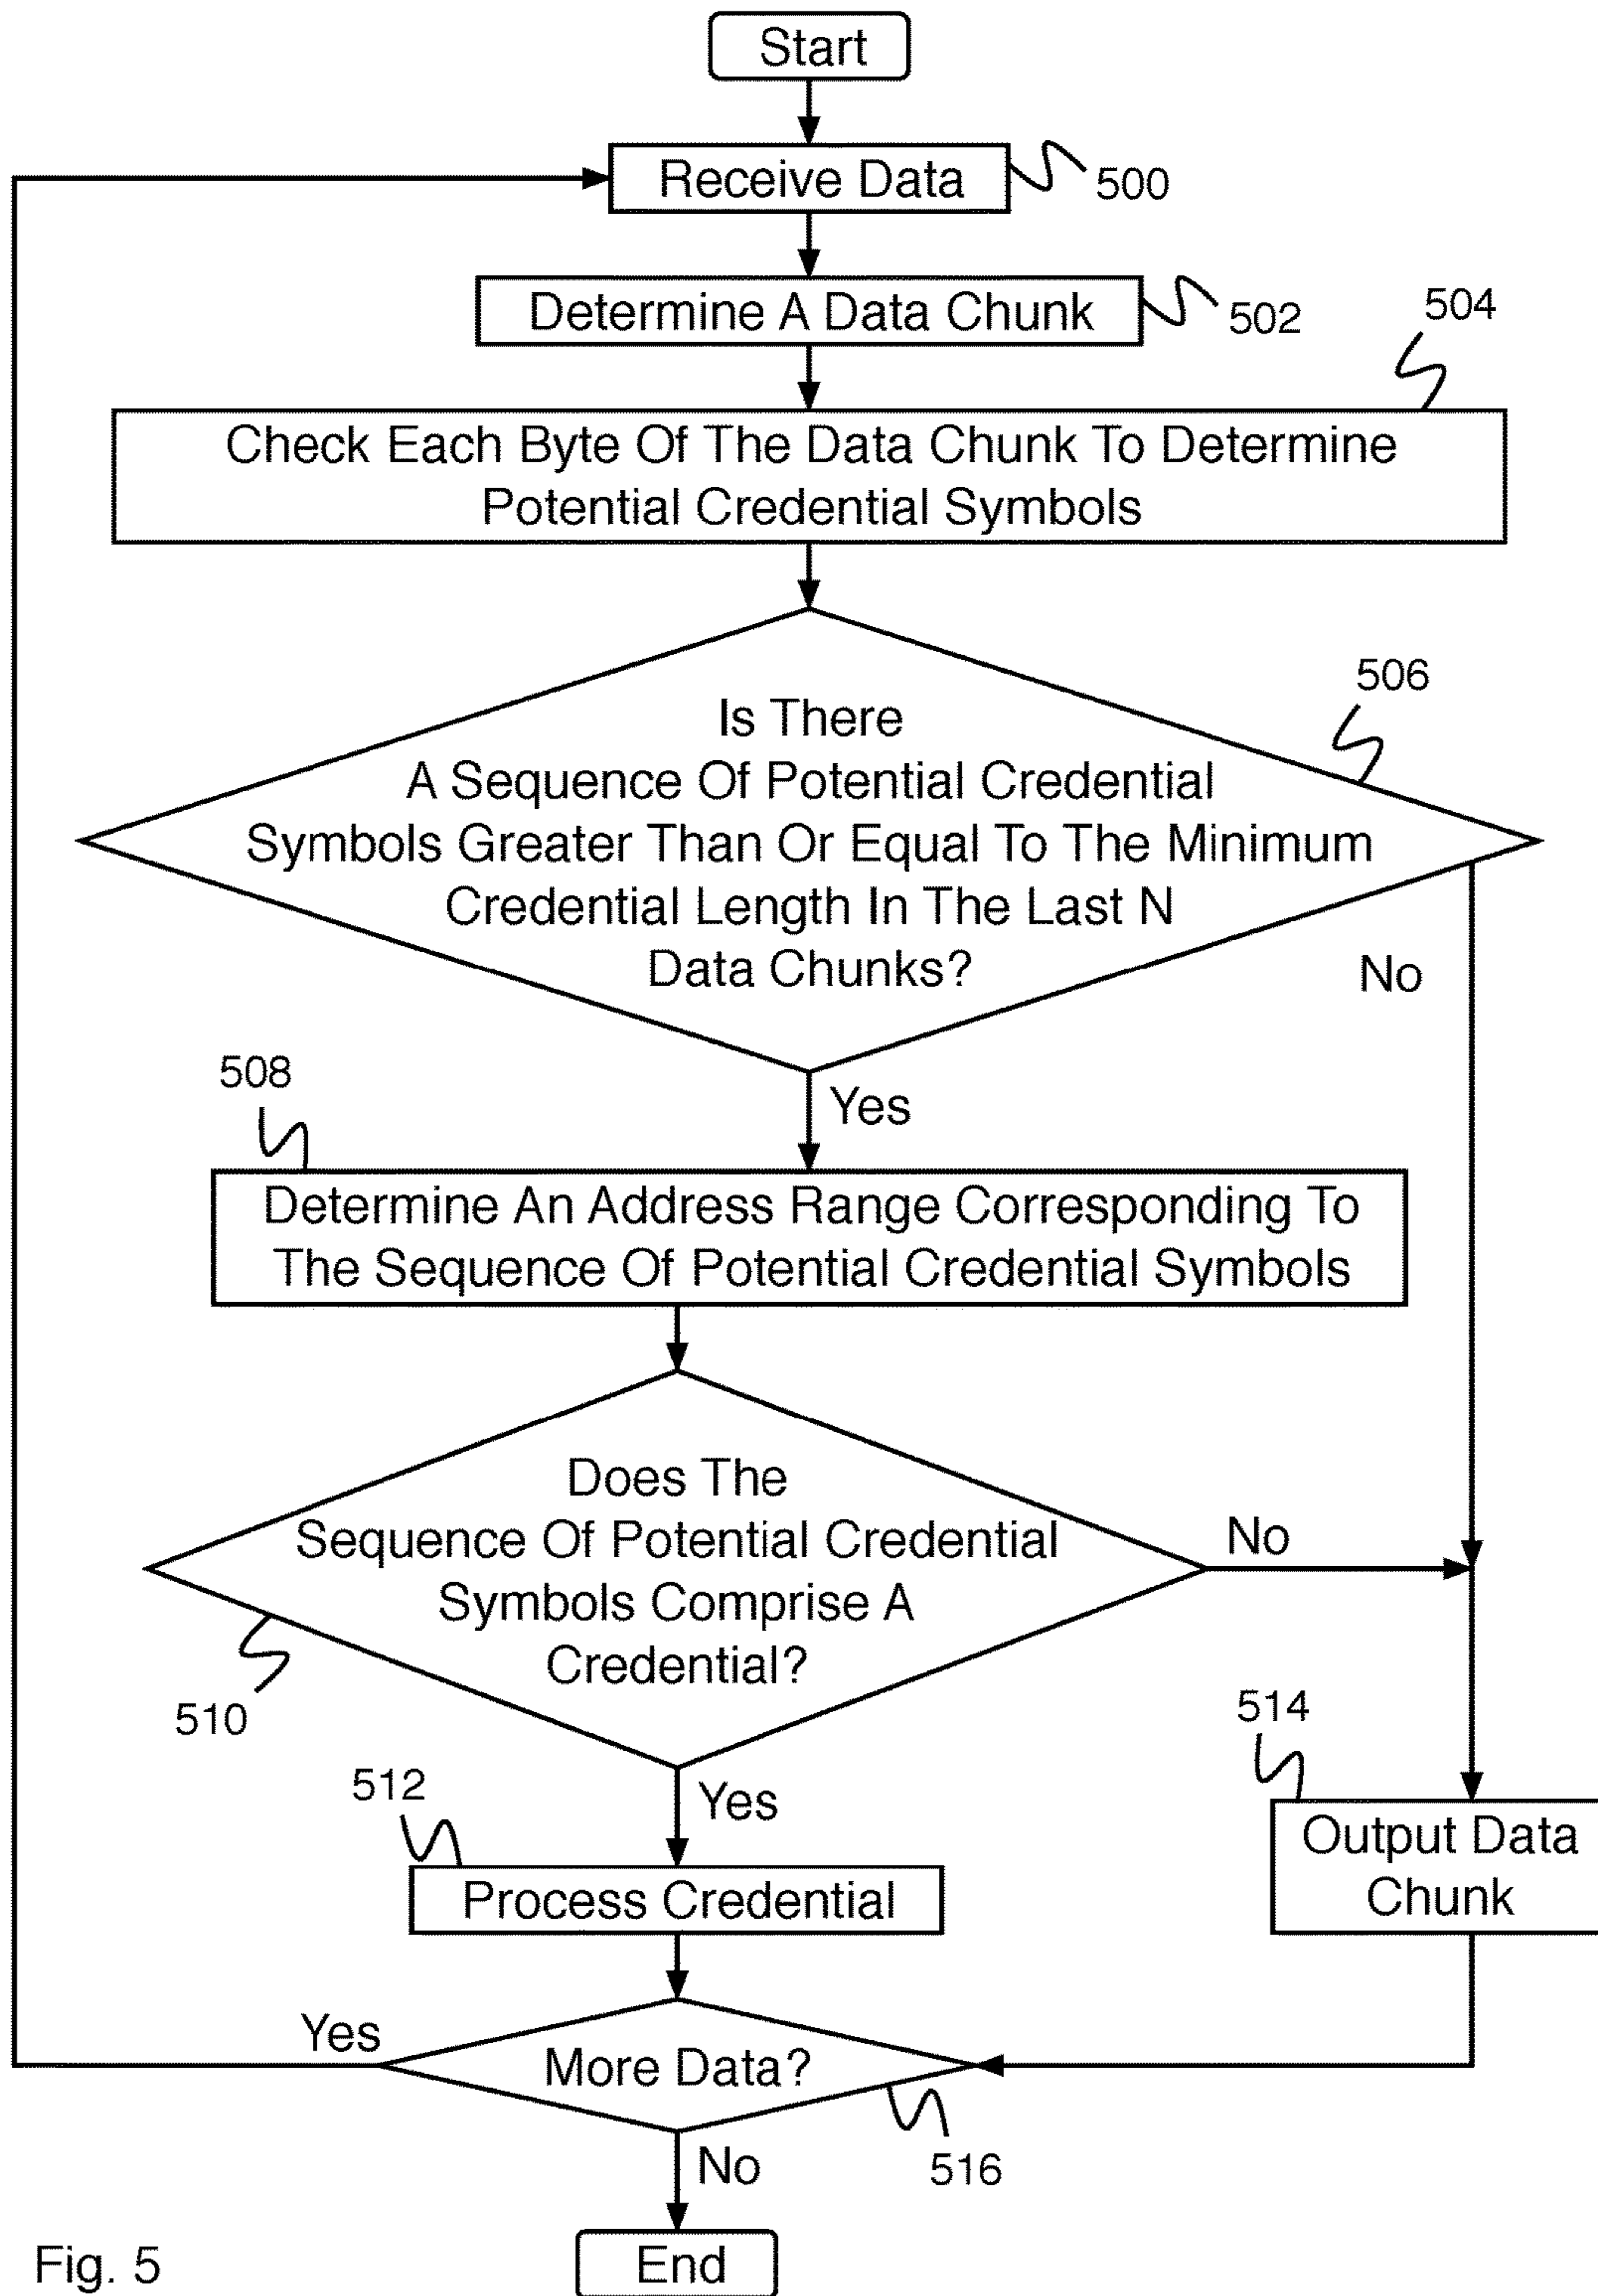 Start
Receive Data
500
Determine A Data Chunk
502
504
Check Each Byte Of The Data Chunk To Determine
Potential Credential Symbols
506
Is There
A Sequence Of Potential Credential
Symbols Greater Than Or Equal To The Minimum
Credential Length In The Last N
Data Chunks?
No
508
Yes
Determine An Address Range Corresponding To
The Sequence Of Potential Credential Symbols
Does The
Sequence Of Potential Credential
Symbols Comprise A
Credential?
No
510
514
512
Yes
Output Data
Chunk
Process Credential
Yes
More Data?
516
No
End
Fig. 5